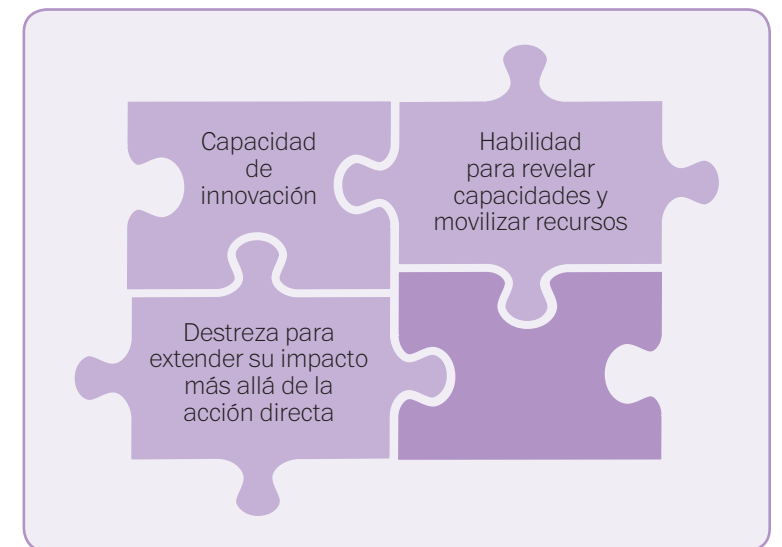 Capacidad
de
innovación
Habilidad
para revelar
capacidades y
movilizar recursos
Destreza para
extender su impacto
más allá de la
acción directa